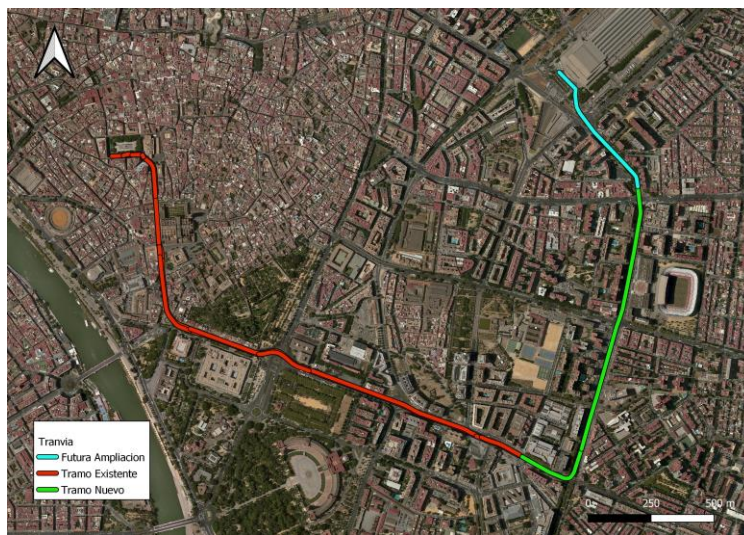 Tranvia
Futura Ampliacion
Tramo Existente
Tramo Nuevo
0 250 500 m